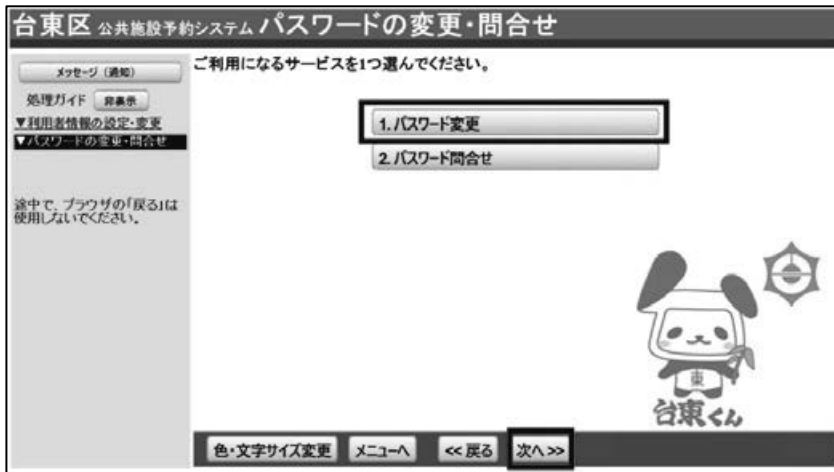 台東区 公共施設予約システム パスワードの変更・問合せ
メッセージ（通知）
処理ガイド 非表示
▼利用者情報の設定・変更
▼パスワードの変更・問合せ
途中で、ブラウザの「戻る」は
使用しないでください。
ご利用になるサービスを1つ選んでください。
1. パスワード変更
2. パスワード問合せ
東
台東くん
色・文字サイズ変更 メニューへ <<戻る 次へ>>